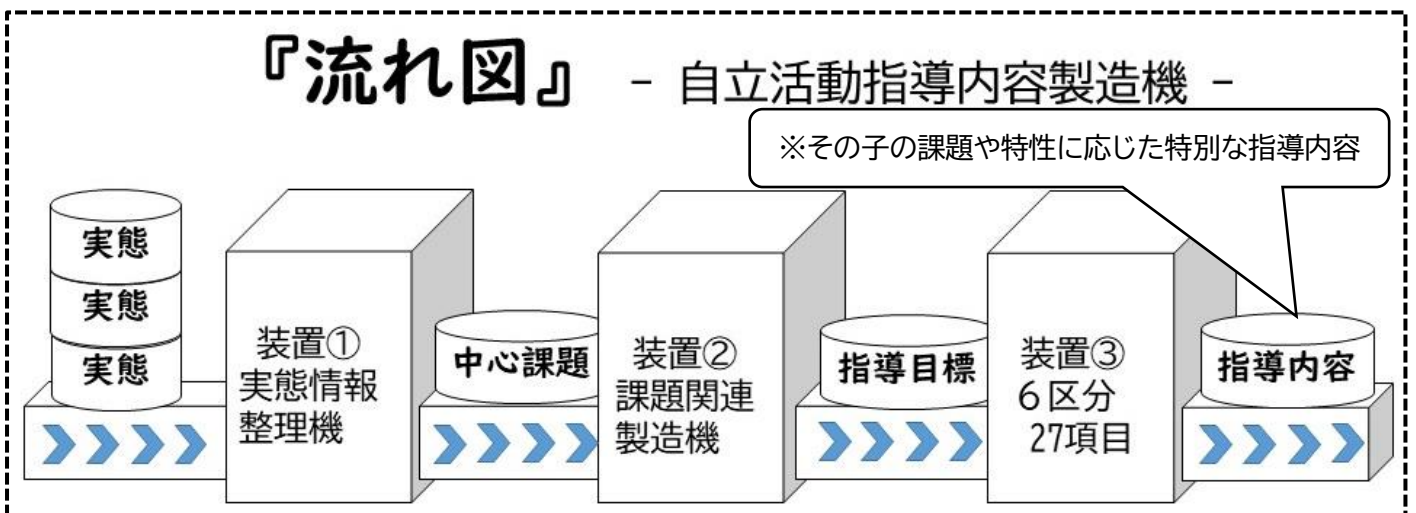 『流れ図』 - 自立活動指導内容製造機 -
※その子の課題や特性に応じた特別な指導内容
実態
実態
実態
装置①
実態情報
整理機
中心課題
装置②
課題関連
製造機
指導目標
装置③
6区分
27項目
指導内容